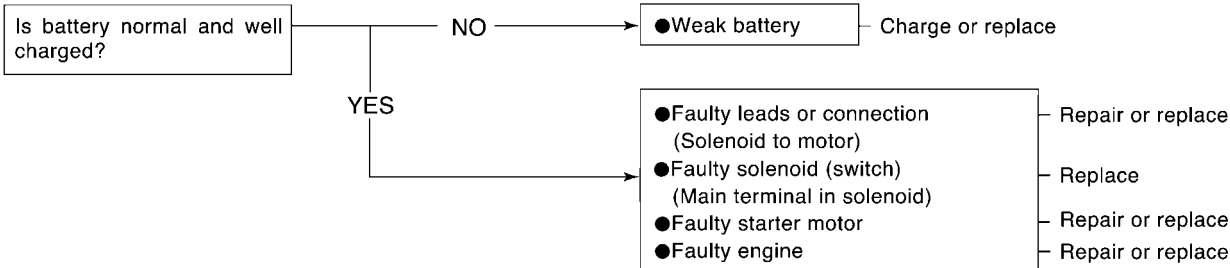 Is battery normal and well
charged?
NO
●Weak battery
Charge or replace
YES
●Faulty leads or connection
(Solenoid to motor)
Repair or replace
●Faulty solenoid (switch)
(Main terminal in solenoid)
Replace
●Faulty starter motor
Repair or replace
●Faulty engine
Repair or replace